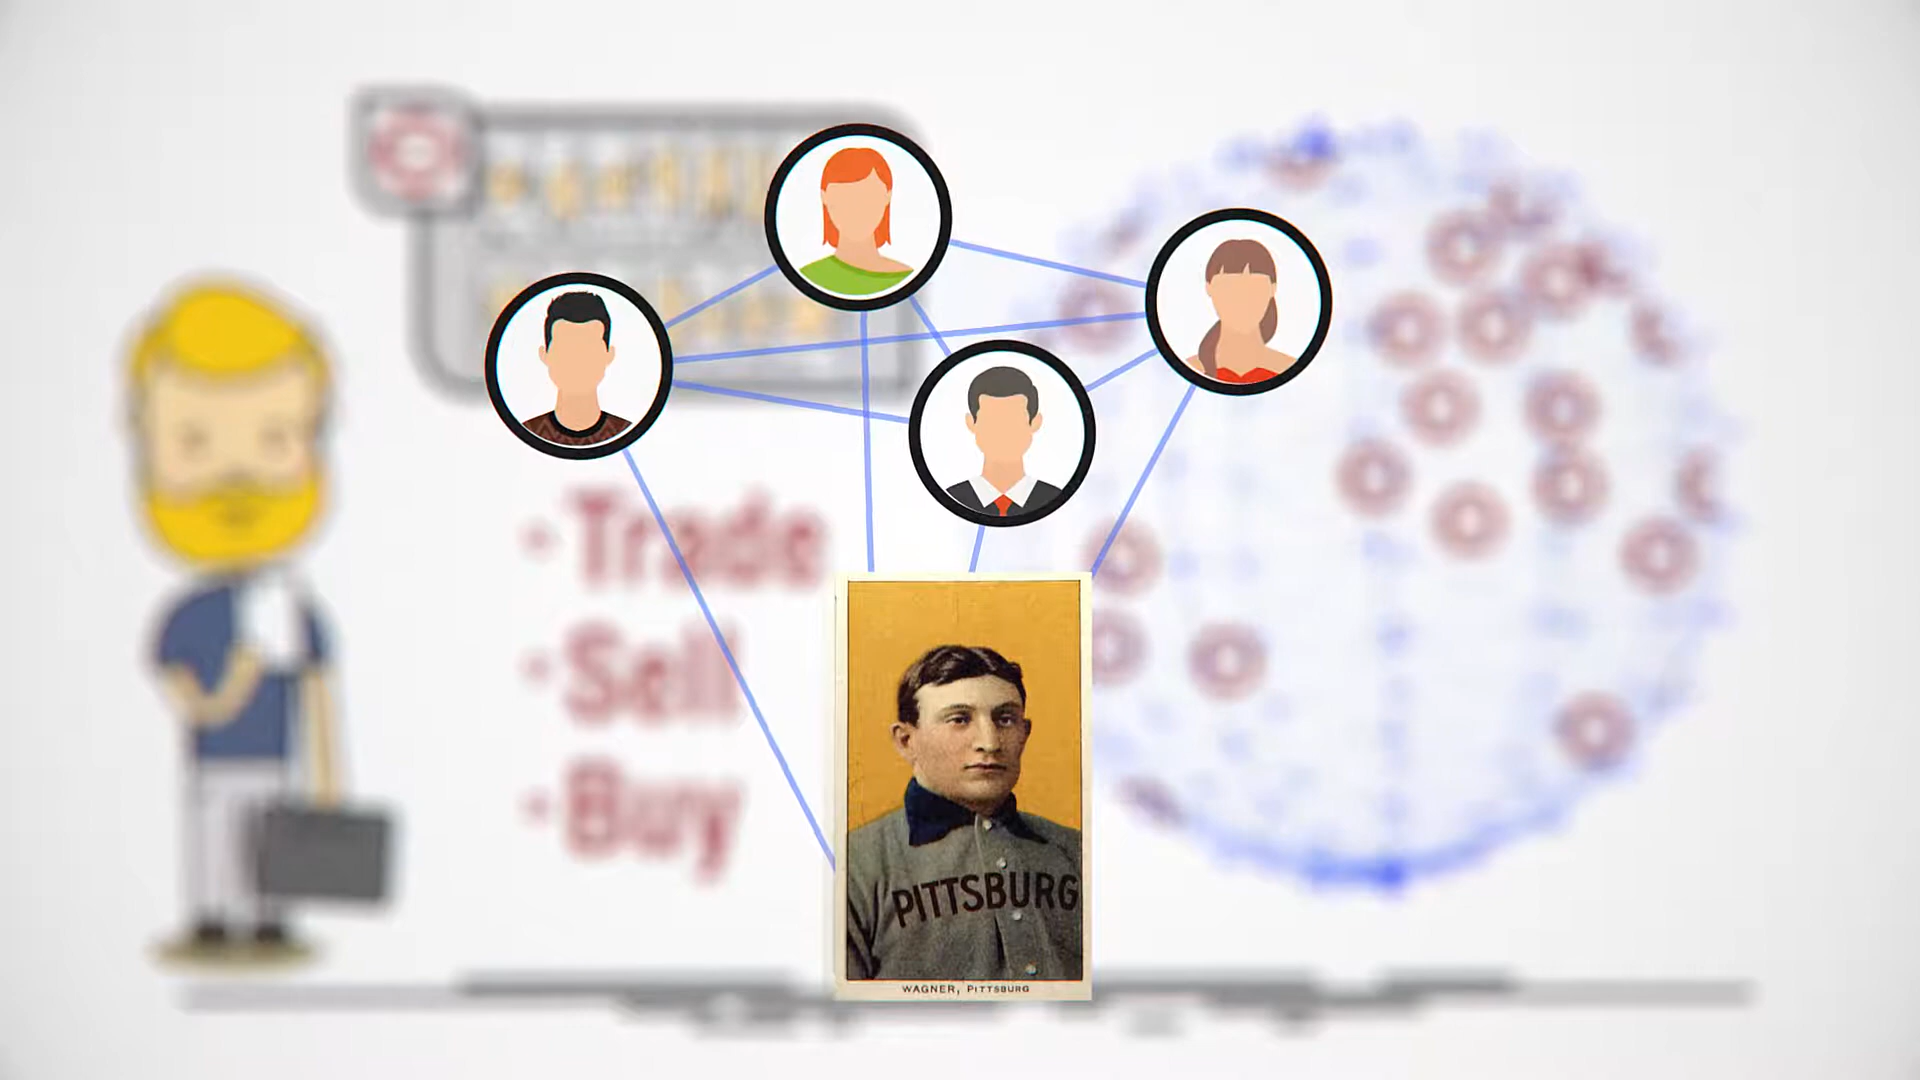 • Trade
• Sell
• Buy
PITTSBURG
WAGNER, PITTSBURG